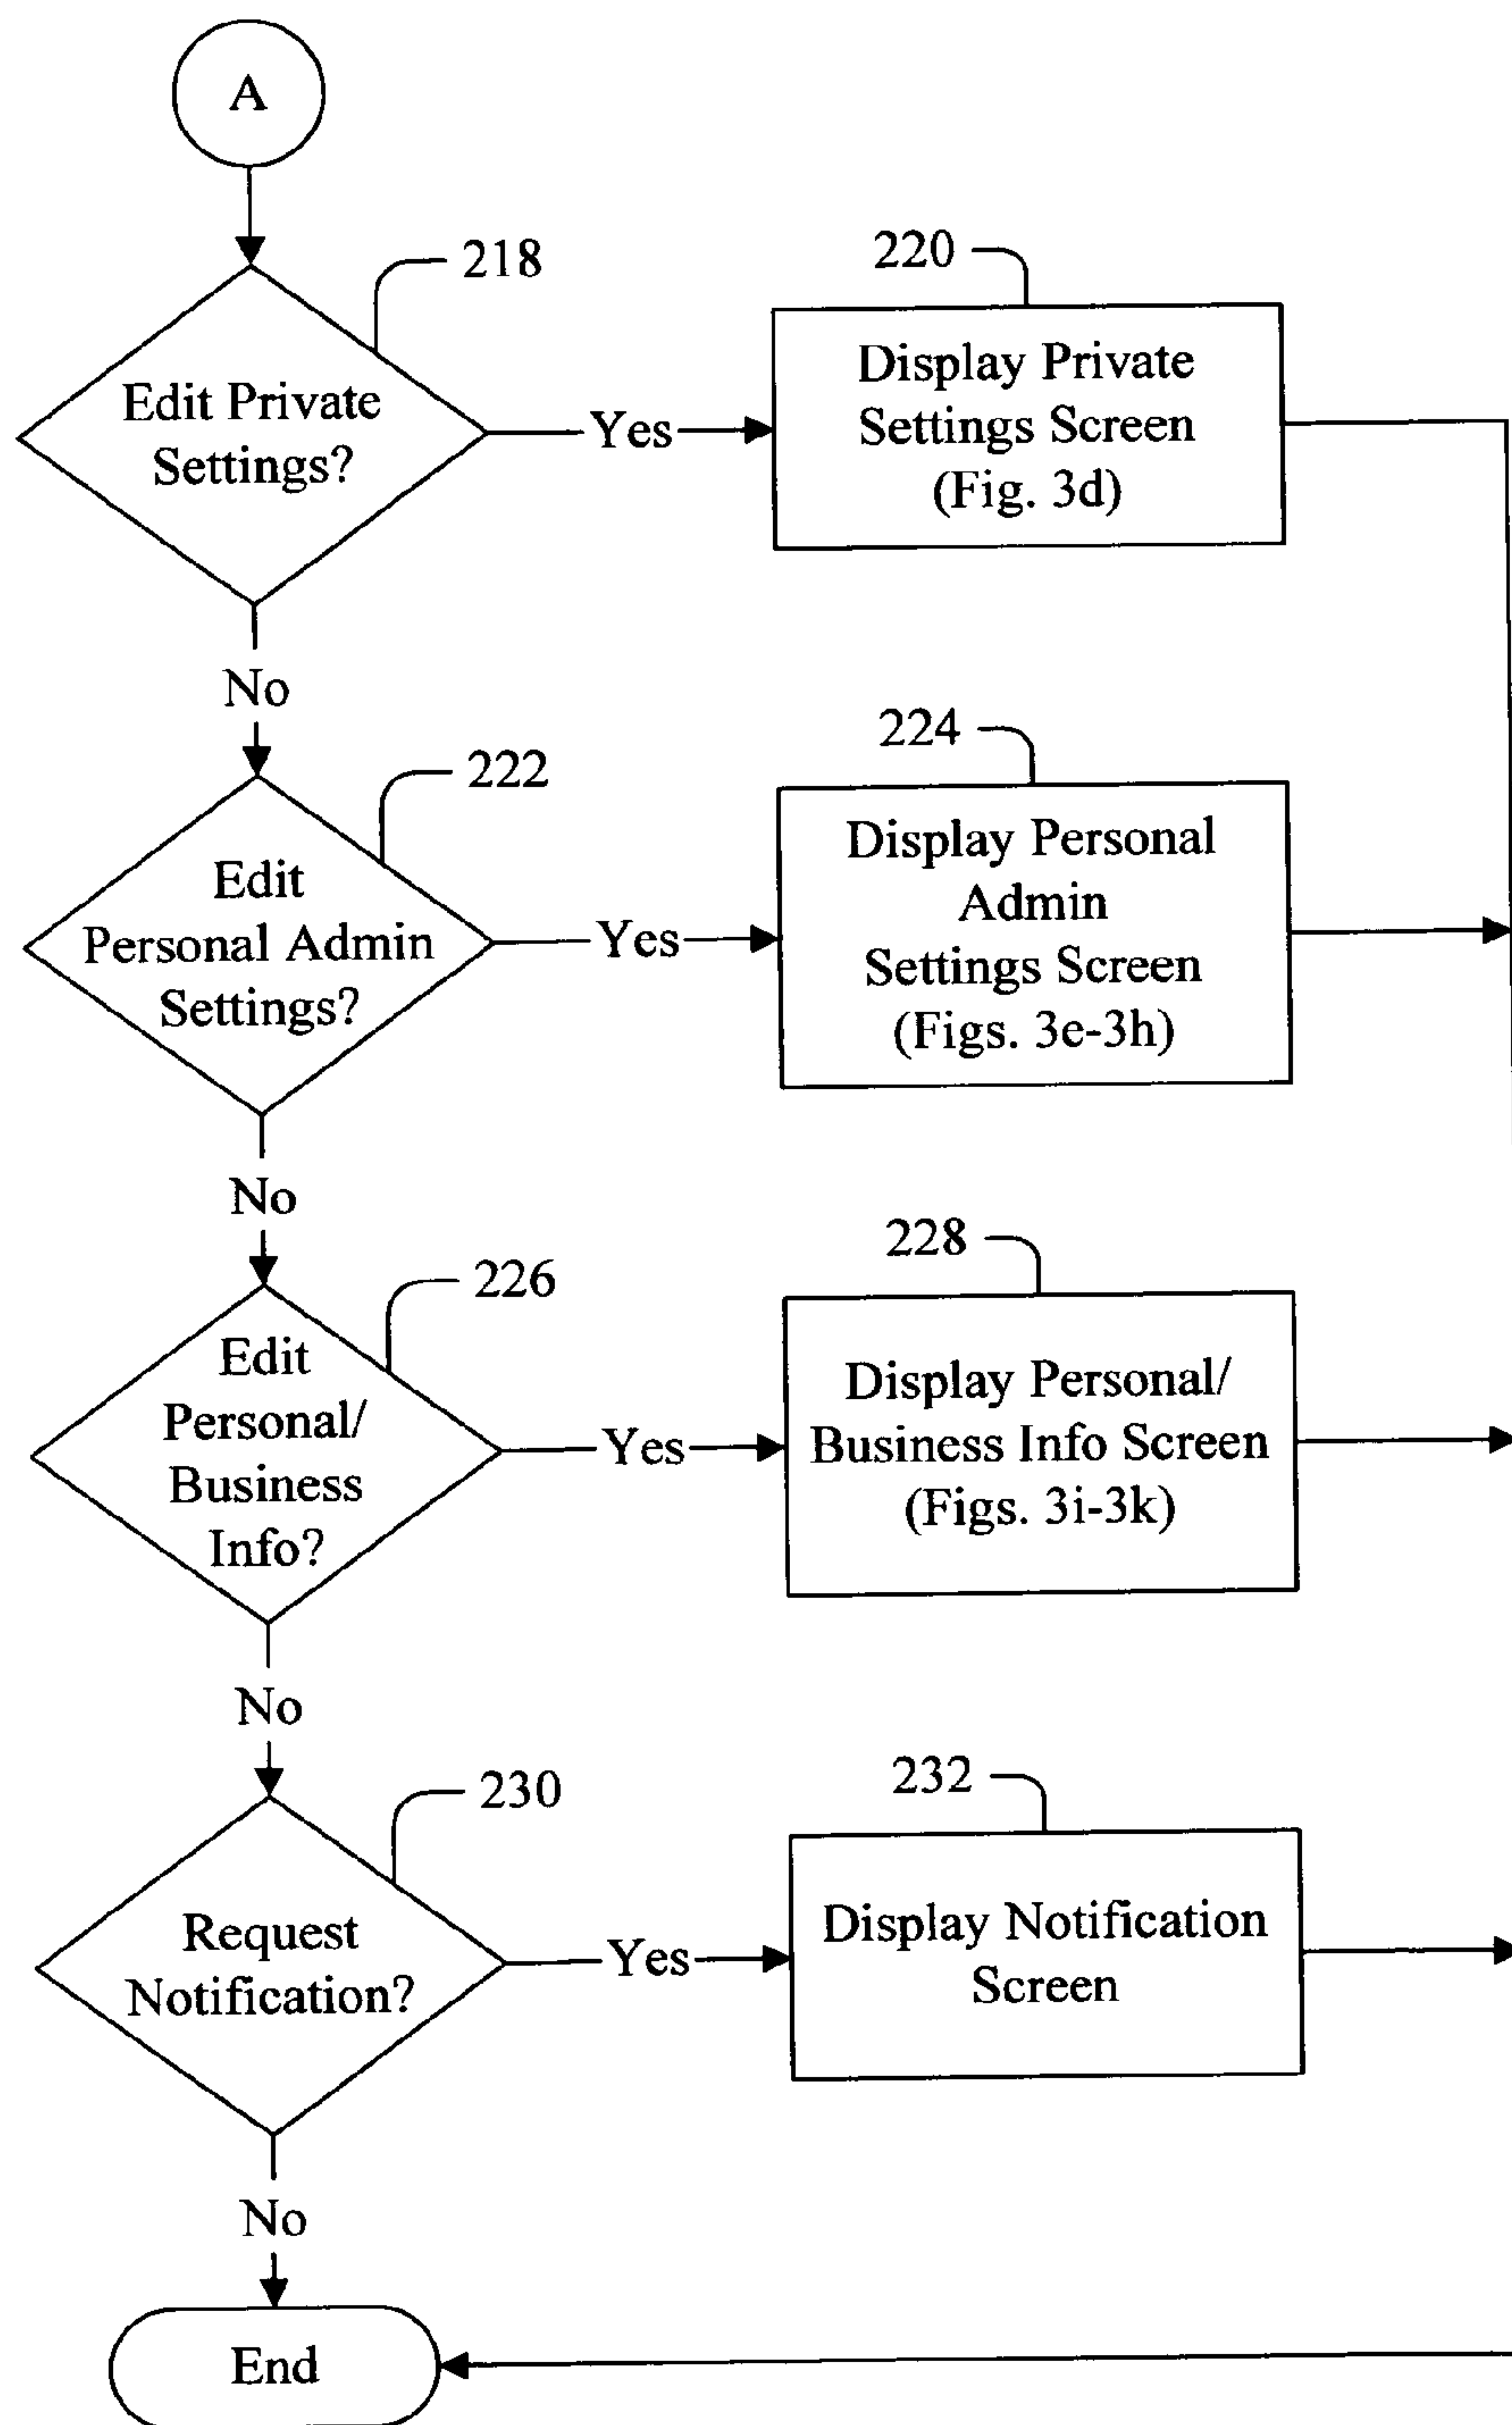 A
218
Edit Private
Settings?
Yes
220
Display Private
Settings Screen
(Fig. 3d)
No
222
Edit
Personal Admin
Settings?
Yes
224
Display Personal
Admin
Settings Screen
(Figs. 3e-3h)
No
226
Edit
Personal/
Business
Info?
Yes
228
Display Personal/
Business Info Screen
(Figs. 3i-3k)
No
230
Request
Notification?
Yes
232
Display Notification
Screen
No
End